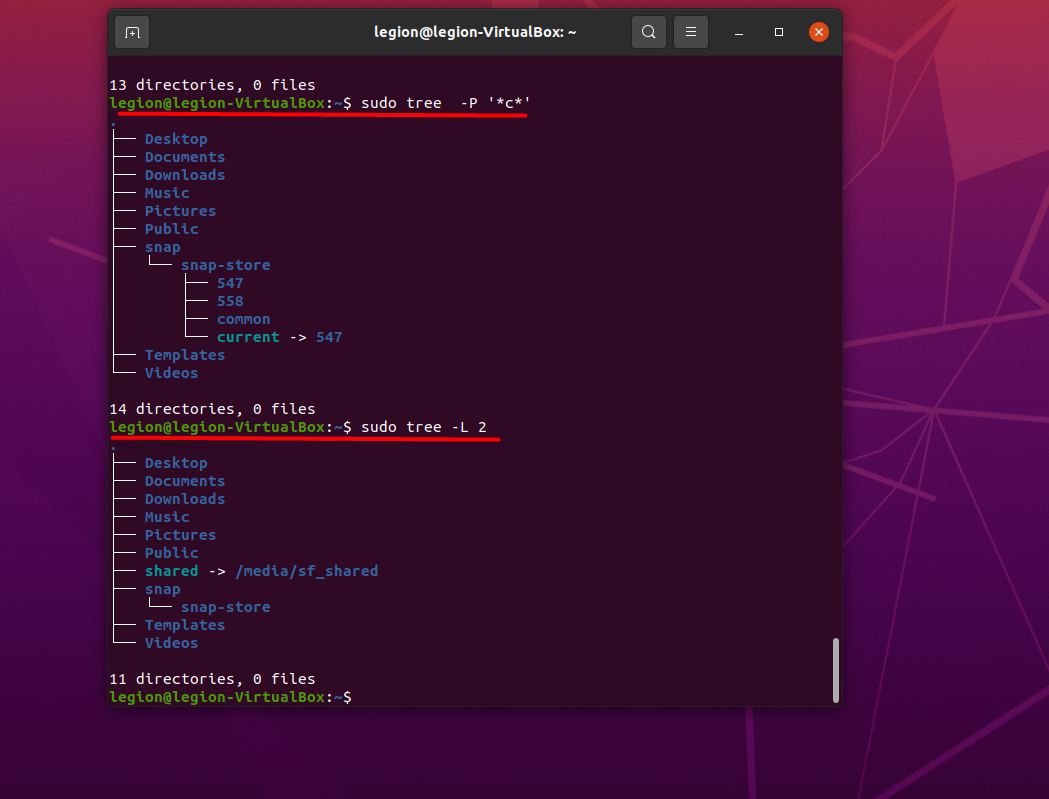 legion@legion-VirtualBox: ~
13 directories, 0 files
legion@legion-VirtualBox:~$ sudo tree  -P '*c*'
.
├── Desktop
├── Documents
├── Downloads
├── Music
├── Pictures
├── Public
├── snap
│   └── snap-store
│       ├── 547
│       ├── 558
│       ├── common
│       └── current -> 547
├── Templates
└── Videos
14 directories, 0 files
legion@legion-VirtualBox:~$ sudo tree -L 2
.
├── Desktop
├── Documents
├── Downloads
├── Music
├── Pictures
├── Public
├── shared -> /media/sf_shared
├── snap
│   └── snap-store
├── Templates
└── Videos
11 directories, 0 files
legion@legion-VirtualBox:~$